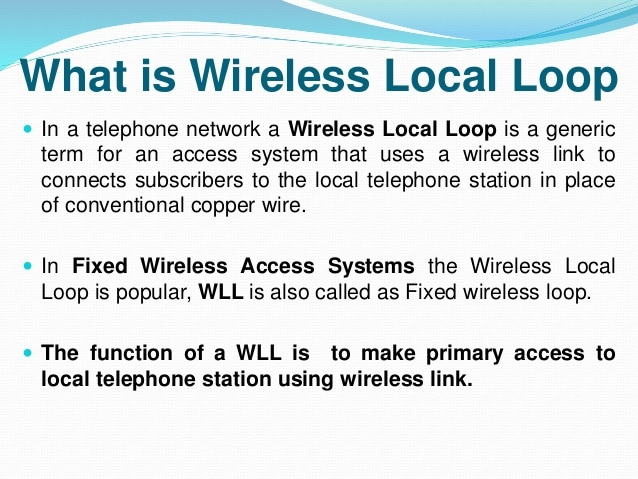 What is Wireless Local Loop
• In a telephone network a Wireless Local Loop is a generic
term for an access system that uses a wireless link to
connects subscribers to the local telephone station in place
of conventional copper wire.
• In Fixed Wireless Access Systems the Wireless Local
Loop is popular, WLL is also called as Fixed wireless loop.
• The function of a WLL is to make primary access to
local telephone station using wireless link.